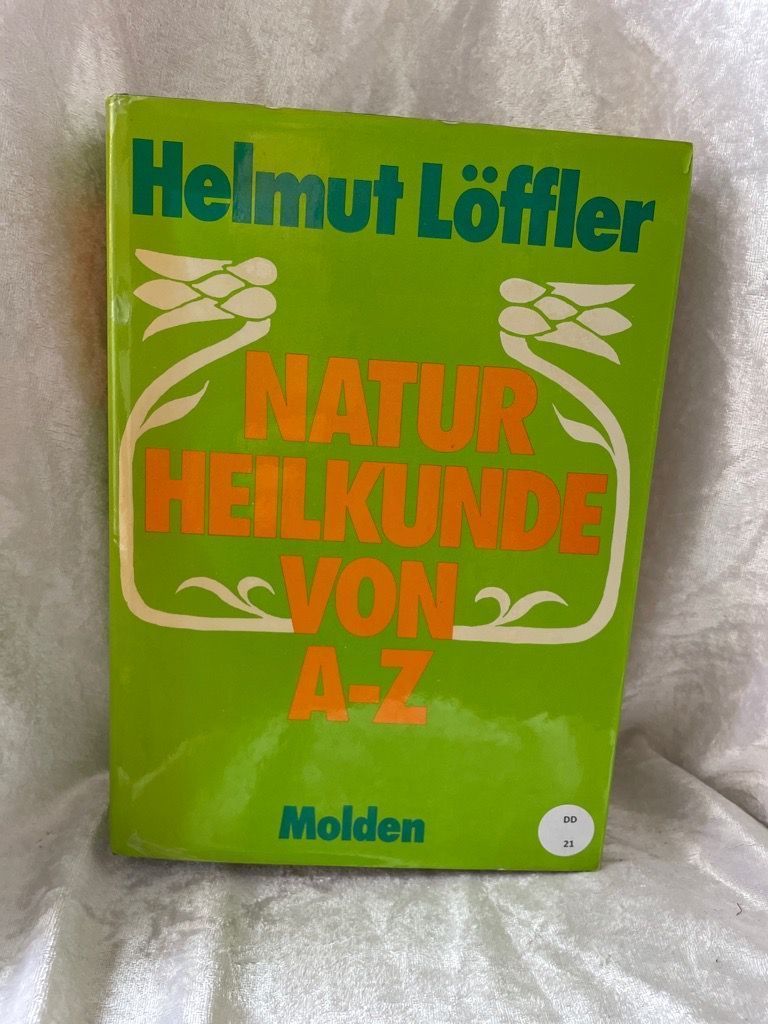 Helmut Löffler
NATUR
HEILKUNDE
VON
A-Z
Molden
DD
21